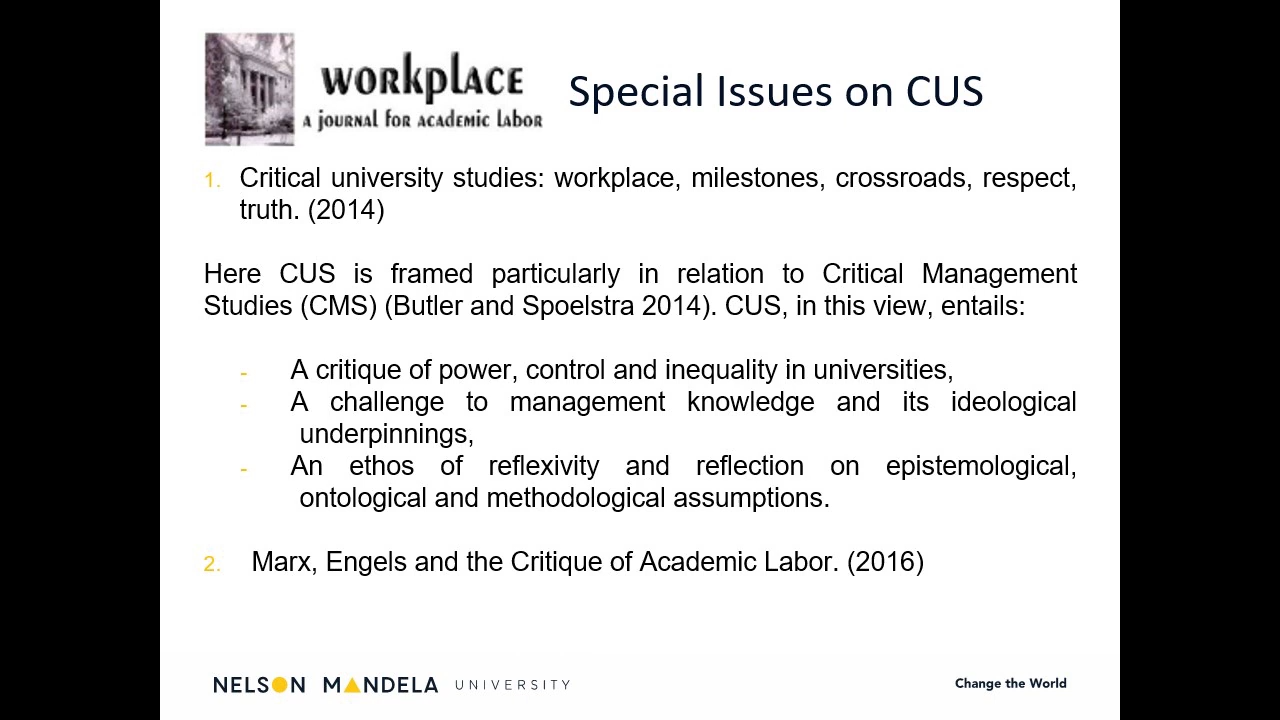 workplace
a journal for academic labor
Special Issues on CUS
1. Critical university studies: workplace, milestones, crossroads, respect,
truth. (2014)
Here CUS is framed particularly in relation to Critical Management
Studies (CMS) (Butler and Spoelstra 2014). CUS, in this view, entails:
- A critique of power, control and inequality in universities,
- A challenge to management knowledge and its ideological
underpinnings,
- An ethos of reflexivity and reflection on epistemological,
ontological and methodological assumptions.
2. Marx, Engels and the Critique of Academic Labor. (2016)
NELSON MANDELA UNIVERSITY
Change the World